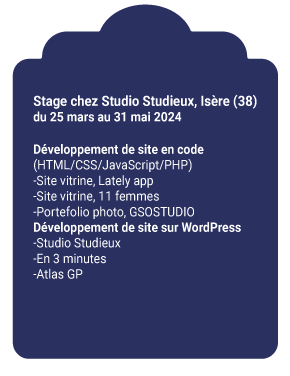 Stage chez Studio Studieux, Isère (38)
du 25 mars au 31 mai 2024
Développement de site en code
(HTML/CSS/JavaScript/PHP)
-Site vitrine, Lately app
-Site vitrine, 11 femmes
-Portefolio photo, GSOSTUDIO
Développement de site sur WordPress
-Studio Studieux
-En 3 minutes
-Atlas GP